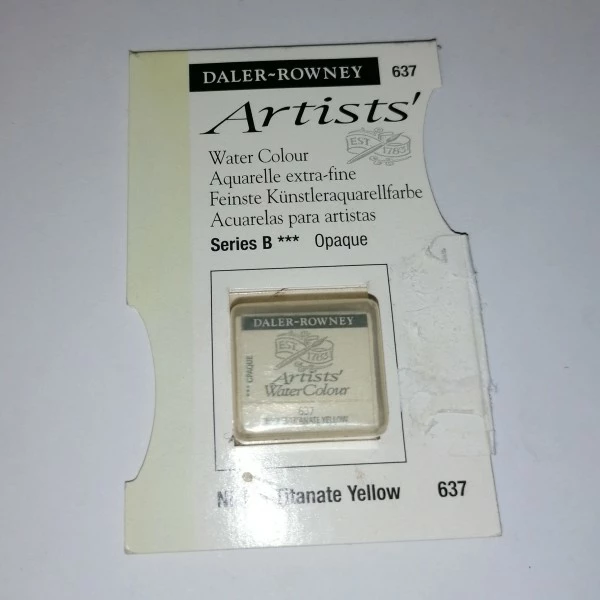 DALER~ROWNEY 637
Artists'
EST 1783
Water Colour
Aquarelle extra-fine
Feinste Künstleraquarellfarbe
Acuarelas para artistas
Series B *** Opaque
DALER-ROWNEY
EST 1783
*** OPAQUE
Artists'
Water Colour
637
YELLOW
Titanate Yellow 637